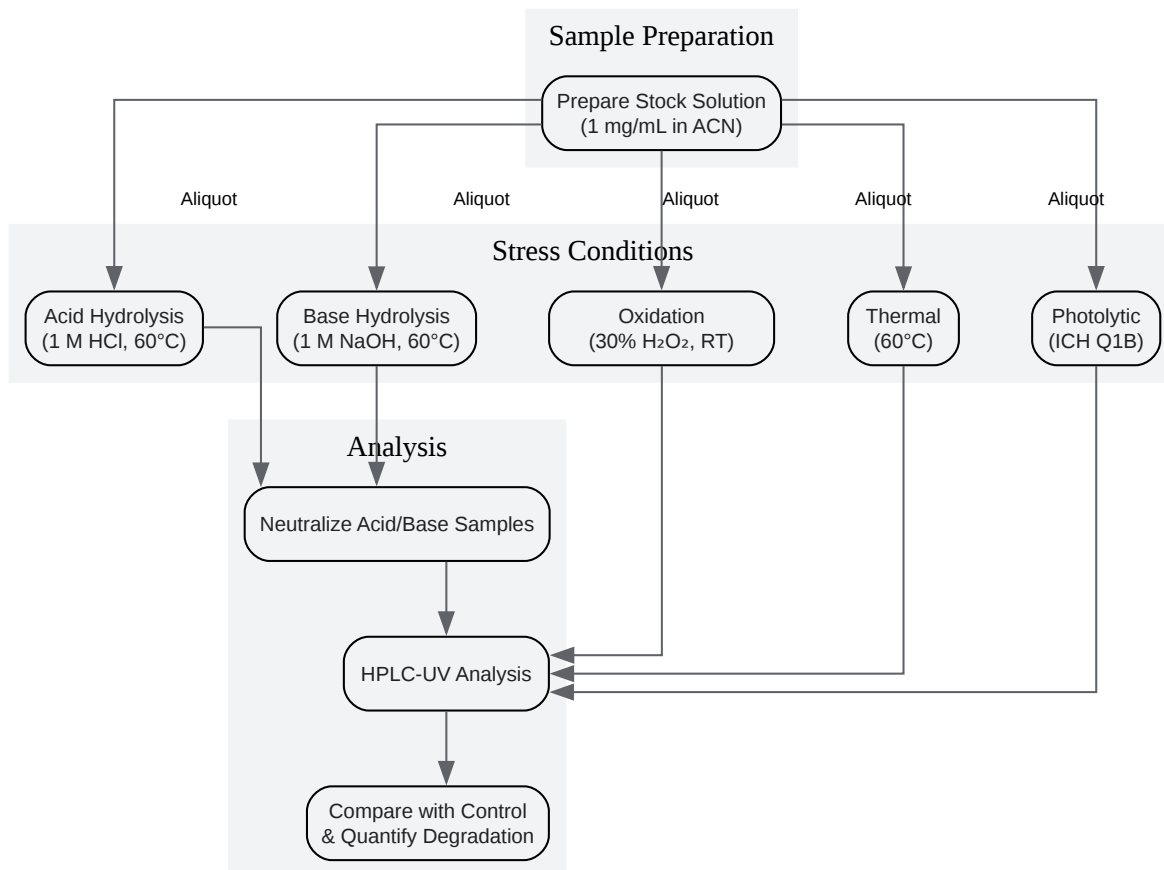 Sample Preparation
Prepare Stock Solution
(1 mg/mL in ACN)
Aliquot
Aliquot
Aliquot
Aliquot
Aliquot
Stress Conditions
Acid Hydrolysis
(1 M HCl, 60°C)
Base Hydrolysis
(1 M NaOH, 60°C)
Oxidation
(30% H₂O₂, RT)
Thermal
(60°C)
Photolytic
(ICH Q1B)
Analysis
Neutralize Acid/Base Samples
HPLC-UV Analysis
Compare with Control
& Quantify Degradation